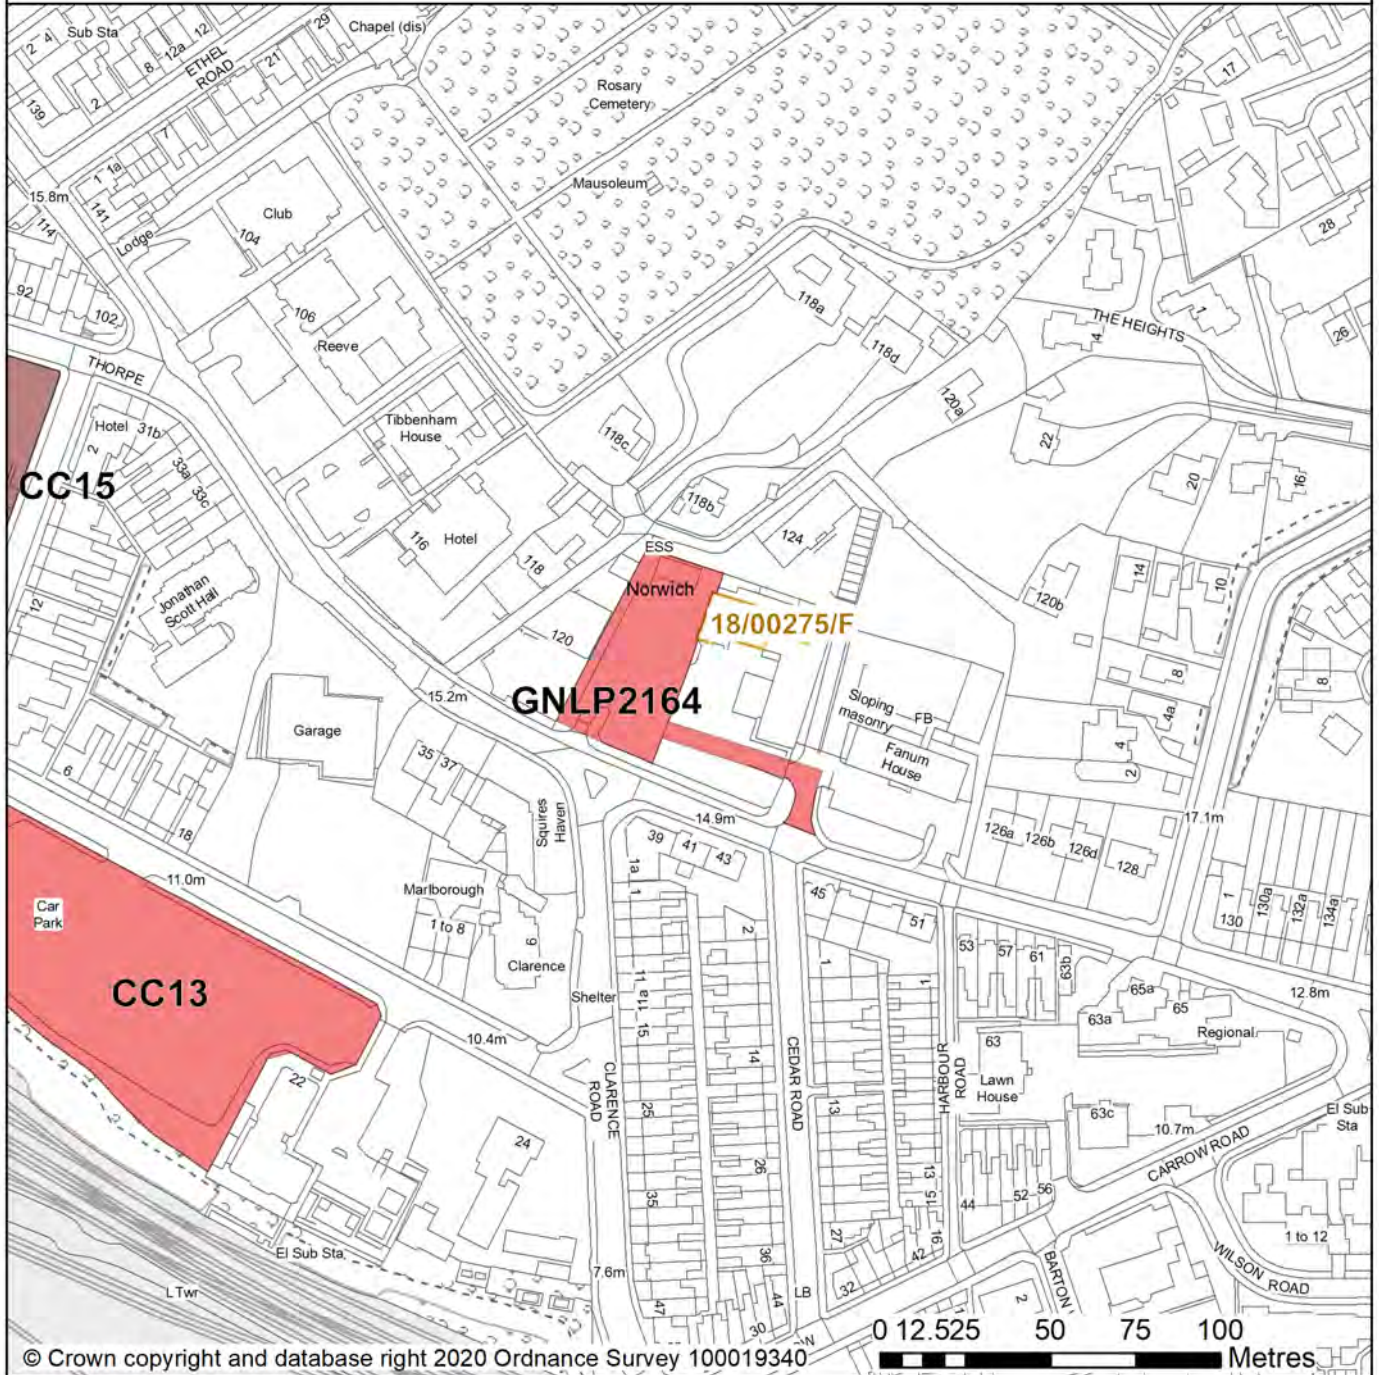 2
4
Sub Sta
8
12a
12
ETHEL
ROAD
21
29
Chapel (dis)
139
2
7
1
1a
141
15.8m
114
Lodge
Club
104
92
102
106
Reeve
Rosary
Cemetery
Mausoleum
17
28
118a
118d
THE HEIGHTS
4
1
26
120a
THORPE
Hotel
31b
2
33a
33c
Tibbenham
House
118c
22
20
16
CC15
116
Hotel
118
118b
124
ESS
Norwich
18/00275/F
14
10
120b
12
Jonathan
Scott Hall
120
15.2m
GNLP2164
Sloping
masonry
FB
Fanum
House
8
4a
4
2
8
Garage
35
37
Squires
Haven
6
18
14.9m
17.1m
39
41
43
1a
1
126a
126b
126d
128
1
130
130a
132a
134a
11.0m
Car
Park
CC13
Marlborough
1 to 8
9
Clarence
45
51
2
1
53
57
61
63b
65a
65
63a
Regional
12.8m
Shelter
11
11a
15
1
10.4m
14
CEDAR ROAD
HARBOUR
ROAD
63
Lawn
House
63c
10.7m
CARROW ROAD
El Sub
Sta
22
CLARENCE
ROAD
25
13
24
26
35
13
15
16
44
52
56
27
42
36
1 to 12
El Sub Sta
7.6m
L Twr
47
44
30
LB
32
BARTON
2
WILSON ROAD
0 12.525 50 75 100
Metres
© Crown copyright and database right 2020 Ordnance Survey 100019340